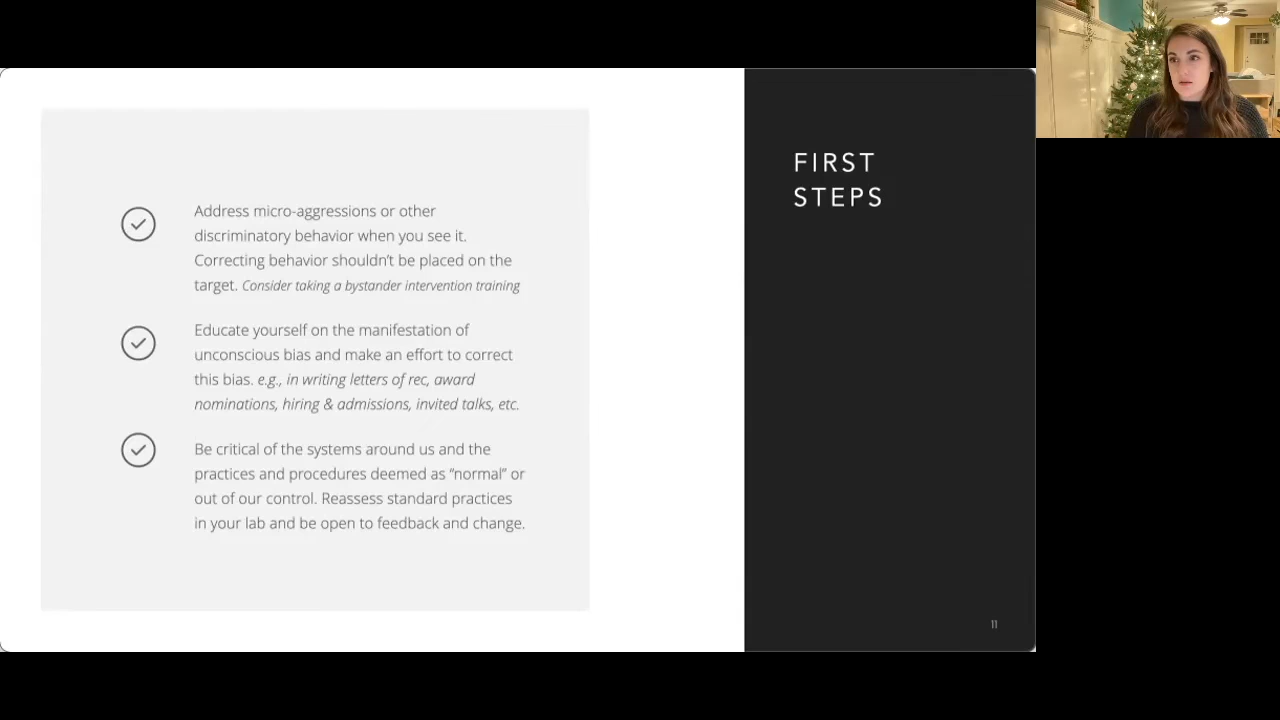 FIRST
STEPS
Address micro-aggressions or other
discriminatory behavior when you see it.
Correcting behavior shouldn't be placed on the
target. Consider taking a bystander intervention training
Educate yourself on the manifestation of
unconscious bias and make an effort to correct
this bias. e.g., in writing letters of rec, award
nominations, hiring & admissions, invited talks, etc.
Be critical of the systems around us and the
practices and procedures deemed as “normal” or
out of our control. Reassess standard practices
in your lab and be open to feedback and change.
11